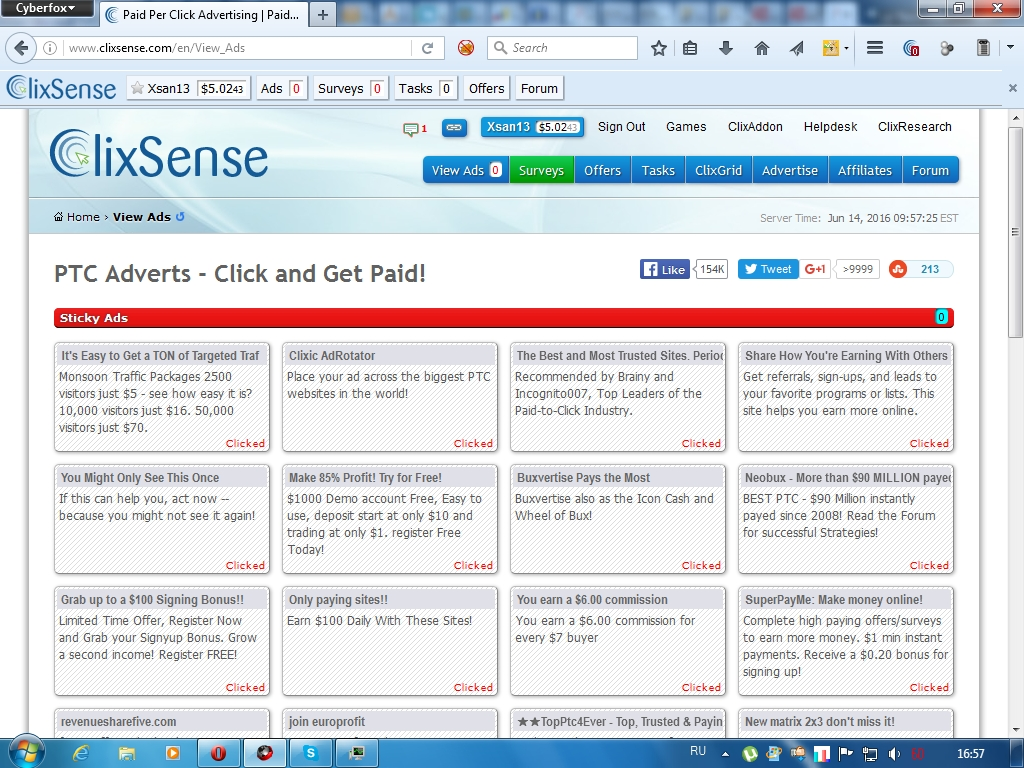 Cyberfox
Paid Per Click Advertising | Paid...
www.clixsense.com/en/View_Ads
Search
0
ClixSense
Xsan13 $5.0243
Ads 0
Surveys 0
Tasks 0
Offers
Forum
1
Xsan13 $5.0243
Sign Out
Games
ClixAddon
Helpdesk
ClixResearch
ClixSense
View Ads 0
Surveys
Offers
Tasks
ClixGrid
Advertise
Affiliates
Forum
Home › View Ads
Server Time: Jun 14, 2016 09:57:25 EST
PTC Adverts - Click and Get Paid!
Like 154K
Tweet
G+1 >9999
213
Sticky Ads 0
It's Easy to Get a TON of Targeted Traf
Monsoon Traffic Packages 2500
visitors just $5 - see how easy it is?
10,000 visitors just $16. 50,000
visitors just $70.
Clicked
Clixic AdRotator
Place your ad across the biggest PTC
websites in the world!
Clicked
The Best and Most Trusted Sites. Period
Recommended by Brainy and
Incognito007, Top Leaders of the
Paid-to-Click Industry.
Clicked
Share How You're Earning With Others
Get referrals, sign-ups, and leads to
your favorite programs or lists. This
site helps you earn more online.
Clicked
You Might Only See This Once
If this can help you, act now --
because you might not see it again!
Clicked
Make 85% Profit! Try for Free!
$1000 Demo account Free, Easy to
use, deposit start at only $10 and
trading at only $1. register Free
Today!
Clicked
Buxvertise Pays the Most
Buxvertise also as the Icon Cash and
Wheel of Bux!
Clicked
Neobux - More than $90 MILLION payed
BEST PTC - $90 Million instantly
payed since 2008! Read the Forum
for successful Strategies!
Clicked
Grab up to a $100 Signing Bonus!!
Limited Time Offer, Register Now
and Grab your Signyup Bonus. Grow
a second income! Register FREE!
Clicked
Only paying sites!!
Earn $100 Daily With These Sites!
Clicked
You earn a $6.00 commission
You earn a $6.00 commission for
every $7 buyer
Clicked
SuperPayMe: Make money online!
Complete high paying offers/surveys
to earn more money. $1 min instant
payments. Receive a $0.20 bonus for
signing up!
Clicked
revenuesharefive.com
join europrofit
★★TopPtc4Ever - Top, Trusted & Payin
New matrix 2x3 don't miss it!
RU
16:57